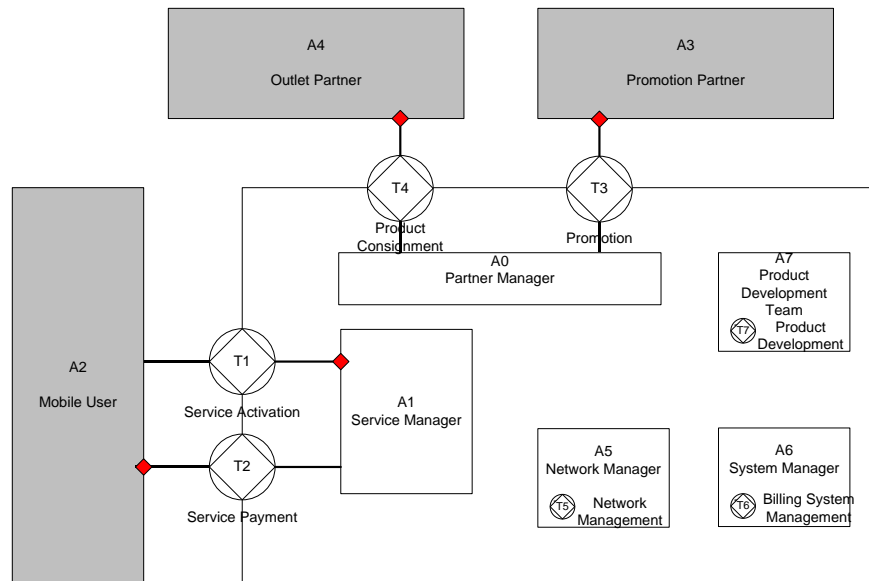 A4
Outlet Partner
A3
Promotion Partner
T4
T3
Product
Consignment
Promotion
A0
Partner Manager
A7
Product
Development
Team
T7
Product
Development
A2
Mobile User
T1
Service Activation
A1
Service Manager
T2
Service Payment
A5
Network Manager
T5
Network
Management
A6
System Manager
T6
Billing System
Management